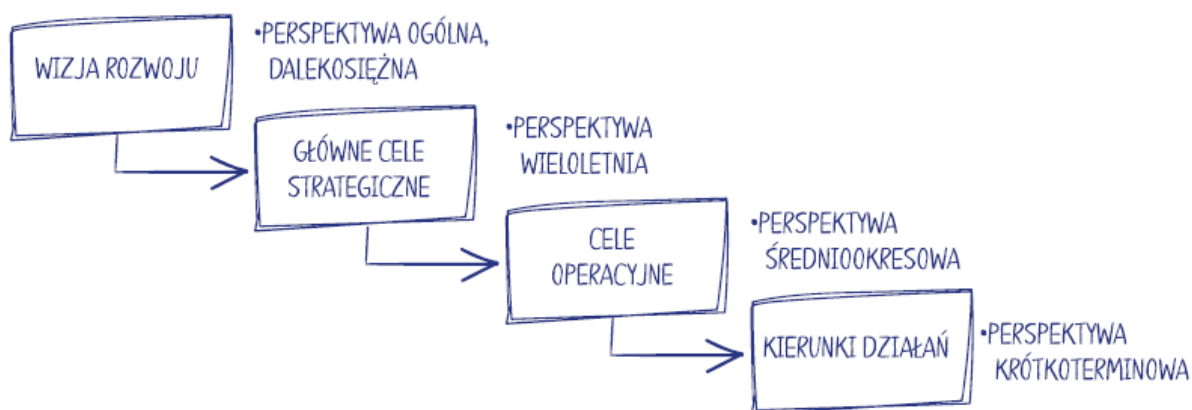 WIZJA ROZWOJU
•PERSPEKTYWA OGÓLNA,
DALEKOSIĘŻNA
GŁÓWNE CELE
STRATEGICZNE
•PERSPEKTYWA
WIELOLETNIA
CELE
OPERACYJNE
•PERSPEKTYWA
ŚREDNIOOKRESOWA
KIERUNKI DZIAŁAŃ
•PERSPEKTYWA
KRÓTKOTERMINOWA